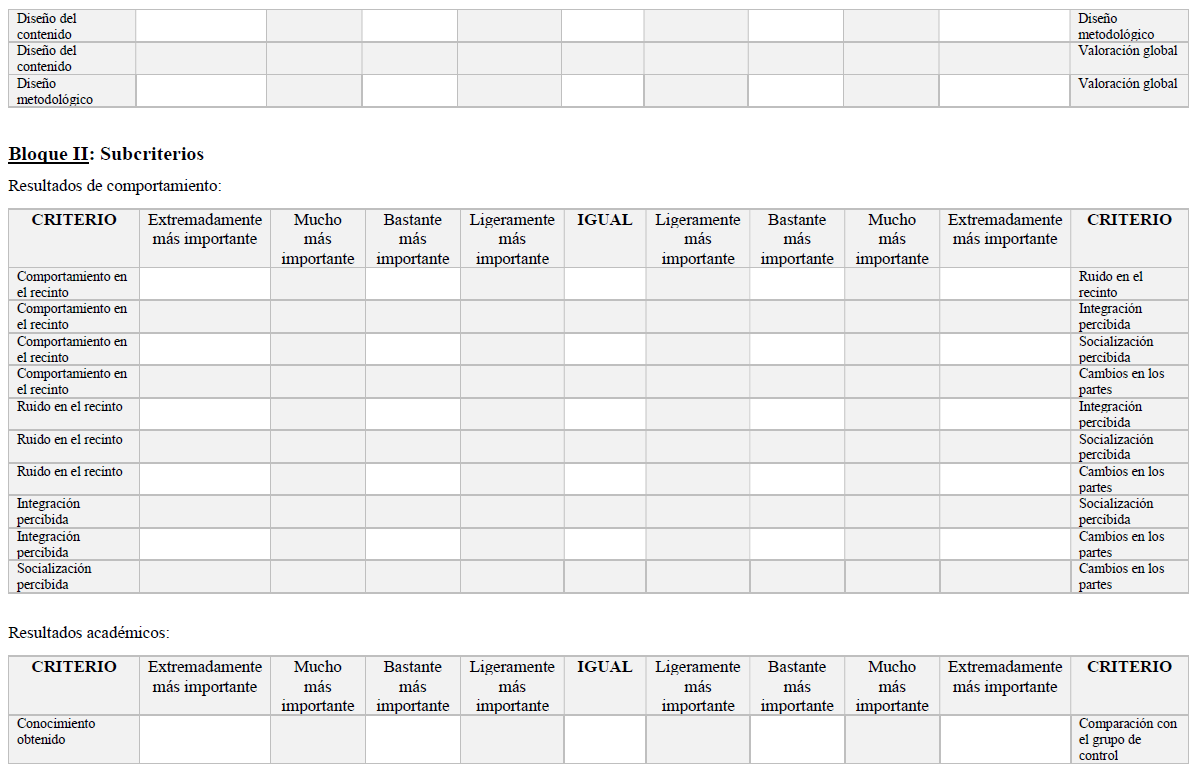 Diseño del Diseño
contenido metodológico
Diseño del Valoración global
contenido
Diseño Valoración global
metodológico
Bloque II: Subcriterios
Resultados de comportamiento:
CRITERIO Extremadamente Mucho Bastante Ligeramente IGUAL Ligeramente Bastante Mucho Extremadamente CRITERIO
más importante más más más más más más más importante
importante importante importante importante importante importante
Comportamiento en Ruido en el
el recinto recinto
Comportamiento en Integración
el recinto percibida
Comportamiento en Socialización
el recinto percibida
Comportamiento en Cambios en los
el recinto partes
Ruido en el recinto Integración
percibida
Ruido en el recinto Socialización
percibida
Ruido en el recinto Cambios en los
partes
Integración Socialización
percibida percibida
Integración Cambios en los
percibida partes
Socialización Cambios en los
percibida partes
Resultados académicos:
CRITERIO Extremadamente Mucho Bastante Ligeramente IGUAL Ligeramente Bastante Mucho Extremadamente CRITERIO
más importante más más más más más más más importante
importante importante importante importante importante importante
Conocimiento Comparación con
obtenido el grupo de
control